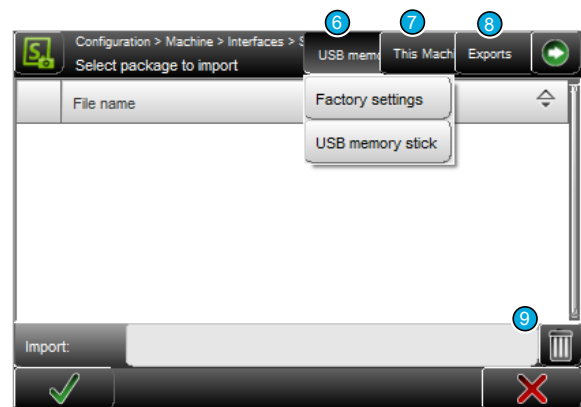 6 7 8
Configuration > Machine > Interfaces > S
Select package to import
USB memo
This Mach
Exports
File name
Factory settings
USB memory stick
9
Import: